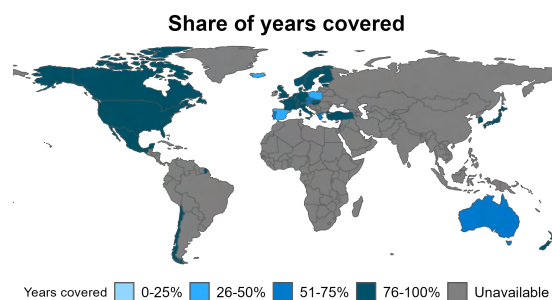 Share of years covered
Years covered 0-25% 26-50% 51-75% 76-100% Unavailable